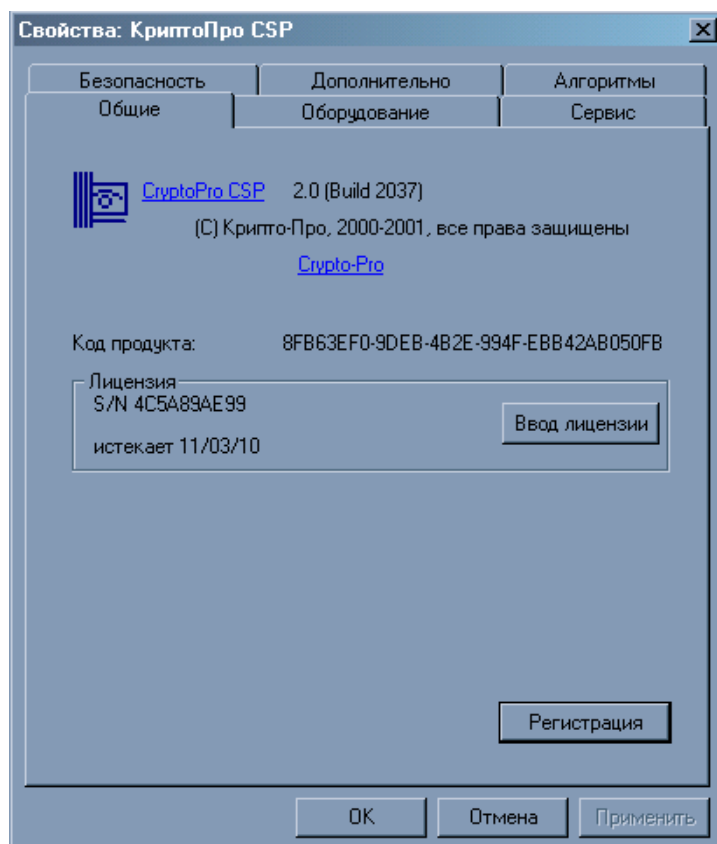 Свойства: КриптоПро CSP
Безопасность Дополнительно Алгоритмы
Общие Оборудование Сервис
CryptoPro CSP 2.0 (Build 2037)
(C) Крипто-Про, 2000-2001, все права защищены
Crypto-Pro
Код продукта: 8FB63EF0-9DEB-4B2E-994F-EBB42AB050FB
Лицензия
S/N 4C5A89AE99
Ввод лицензии
истекает 11/03/10
Регистрация
OK Отмена Применить